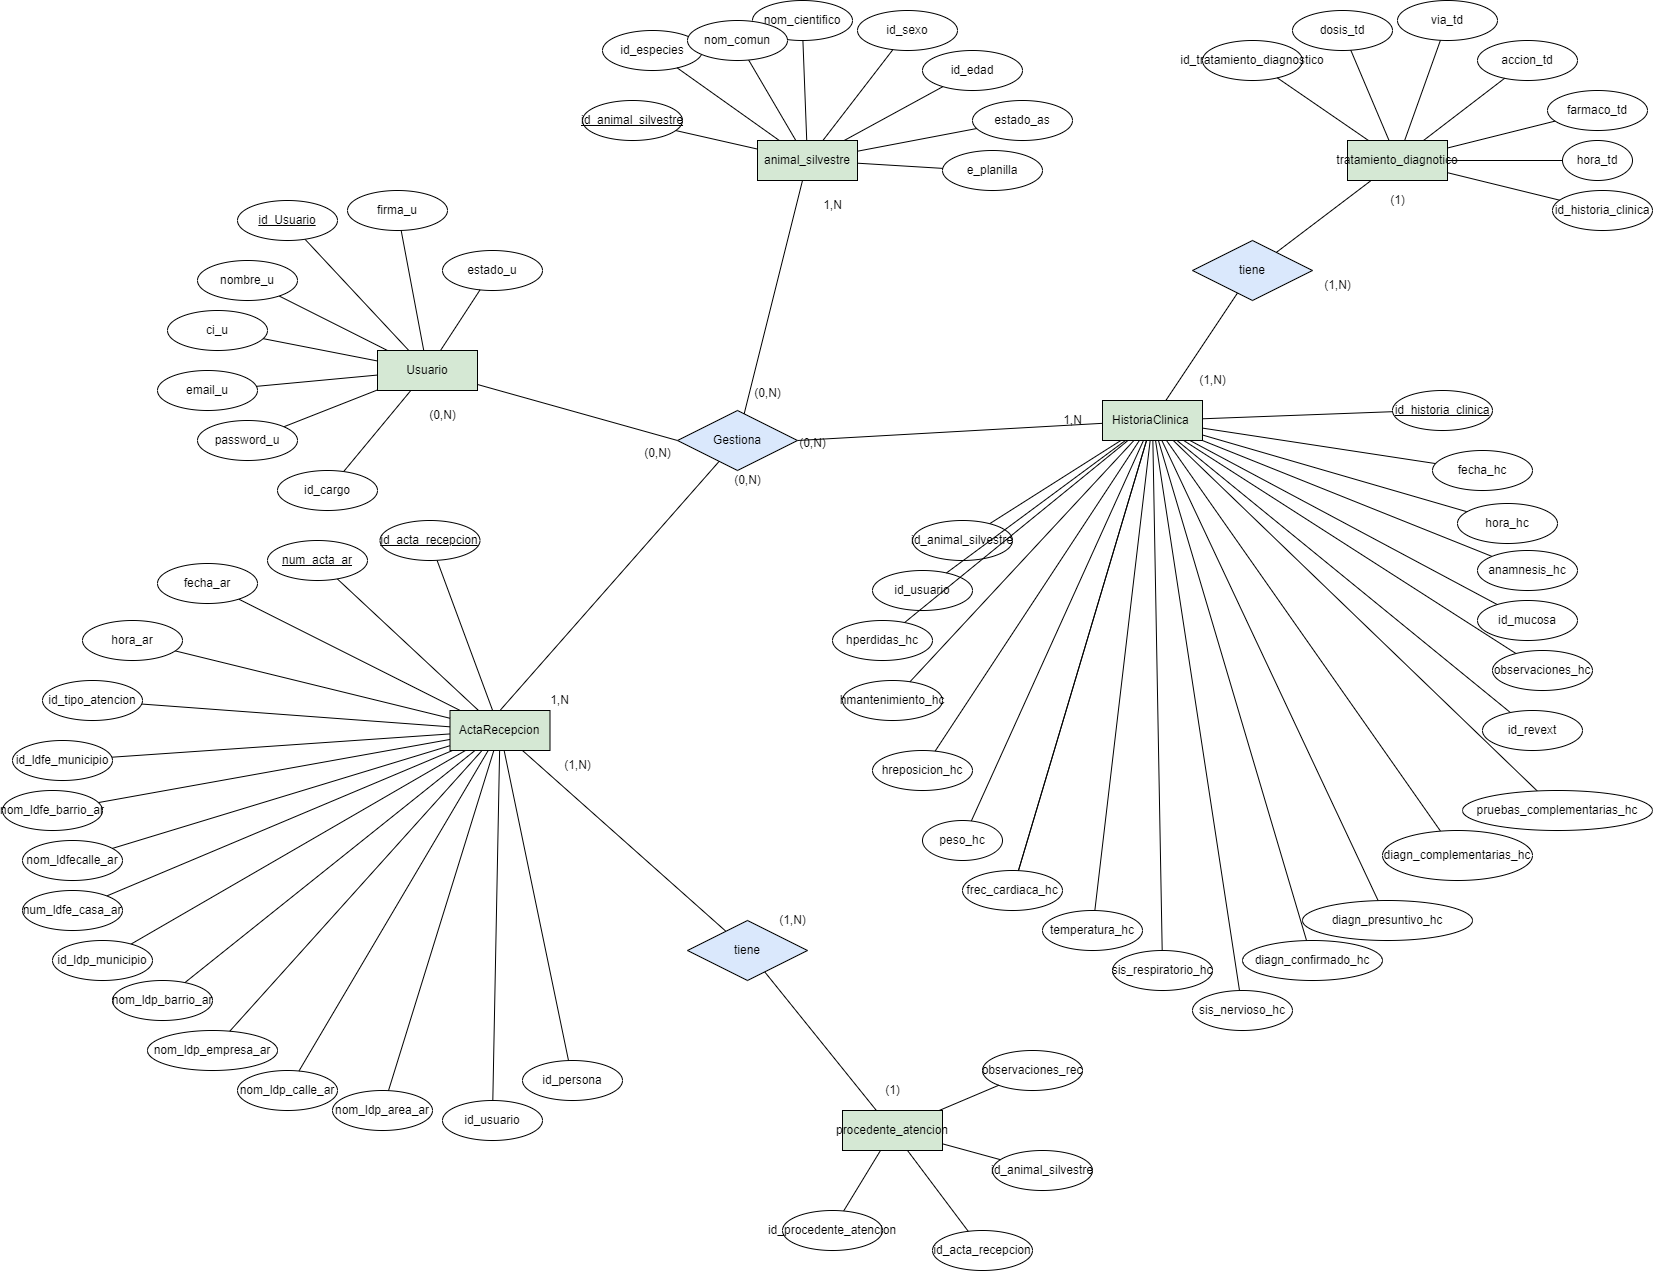 nom_cientifico
id_sexo
nom_comun
id_especies
id_edad
id_animal_silvestre
estado_as
animal_silvestre
e_planilla
1,N
via_td
dosis_td
id_tratamiento_diagnostico
accion_td
farmaco_td
tratamiento_diagnotico
hora_td
(1)
id_historia_clinica
tiene
(1,N)
(1,N)
id_Usuario
firma_u
estado_u
nombre_u
ci_u
Usuario
email_u
(0,N)
password_u
id_cargo
(0,N)
Gestiona
(0,N)
(0,N)
(0,N)
1,N
HistoriaClinica
id_historia_clinica
fecha_hc
hora_hc
anamnesis_hc
id_mucosa
observaciones_hc
id_revext
pruebas_complementarias_hc
diagn_complementarias_hc
diagn_presuntivo_hc
diagn_confirmado_hc
sis_nervioso_hc
sis_respiratorio_hc
temperatura_hc
frec_cardiaca_hc
peso_hc
hreposicion_hc
hmantenimiento_hc
hperdidas_hc
id_usuario
id_animal_silvestre
id_acta_recepcion
num_acta_ar
fecha_ar
hora_ar
id_tipo_atencion
1,N
ActaRecepcion
(1,N)
id_ldfe_municipio
nom_ldfe_barrio_ar
nom_ldfecalle_ar
num_ldfe_casa_ar
id_ldp_municipio
nom_ldp_barrio_ar
nom_ldp_empresa_ar
nom_ldp_calle_ar
nom_ldp_area_ar
id_usuario
id_persona
(1,N)
tiene
(1)
observaciones_rec
procedente_atencion
id_animal_silvestre
id_procedente_atencion
id_acta_recepcion